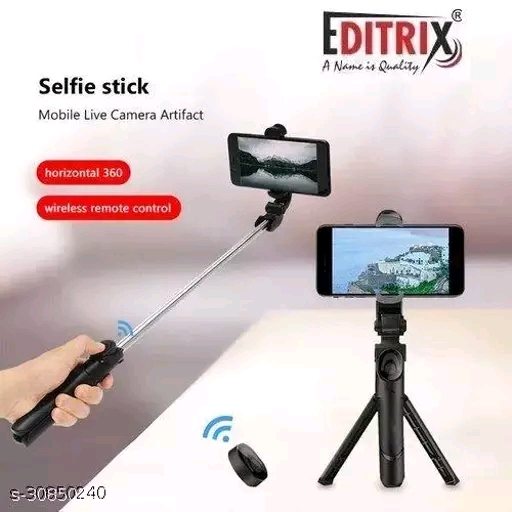 EDITRIX®
A Name is Quality
Selfie stick
Mobile Live Camera Artifact
horizontal 360
wireless remote control
s-30850240